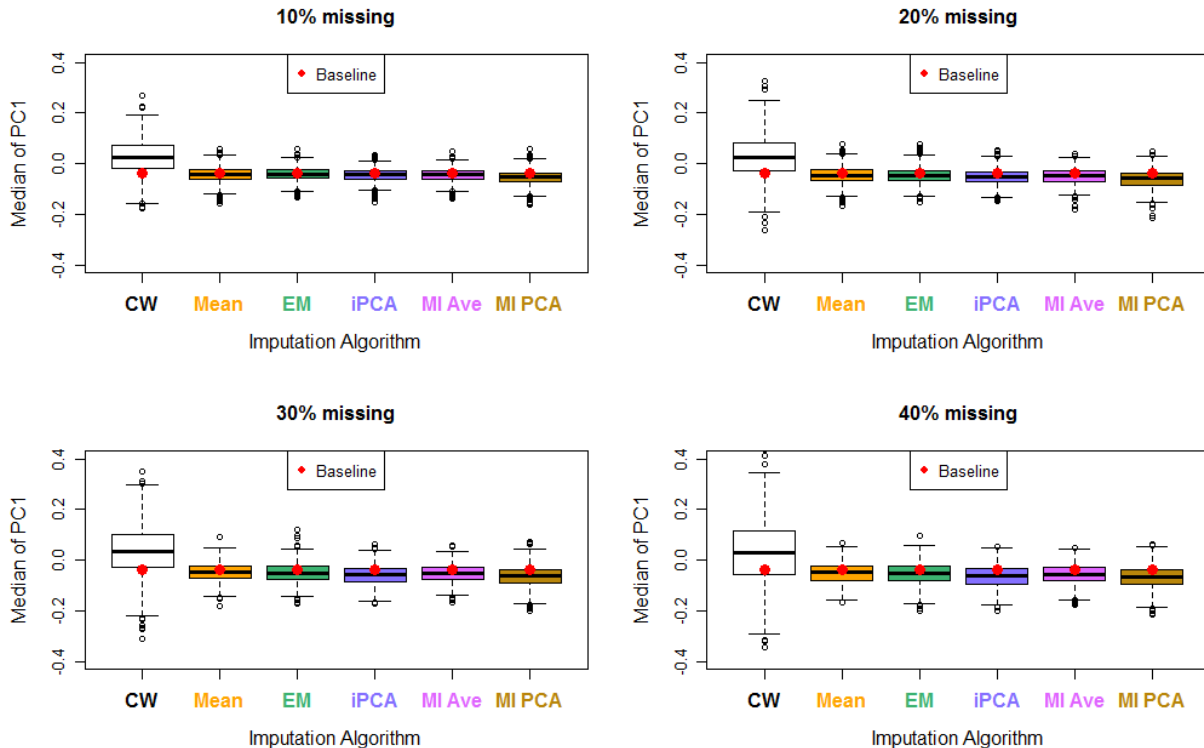 10% missing
Median of PC1
0.4
0.2
0.0
-0.2
-0.4
Baseline
CW Mean EM iPCA MI Ave MI PCA
Imputation Algorithm
20% missing
Median of PC1
0.4
0.2
0.0
-0.2
-0.4
Baseline
CW Mean EM iPCA MI Ave MI PCA
Imputation Algorithm
30% missing
Median of PC1
0.4
0.2
0.0
-0.2
-0.4
Baseline
CW Mean EM iPCA MI Ave MI PCA
Imputation Algorithm
40% missing
Median of PC1
0.4
0.2
0.0
-0.2
-0.4
Baseline
CW Mean EM iPCA MI Ave MI PCA
Imputation Algorithm